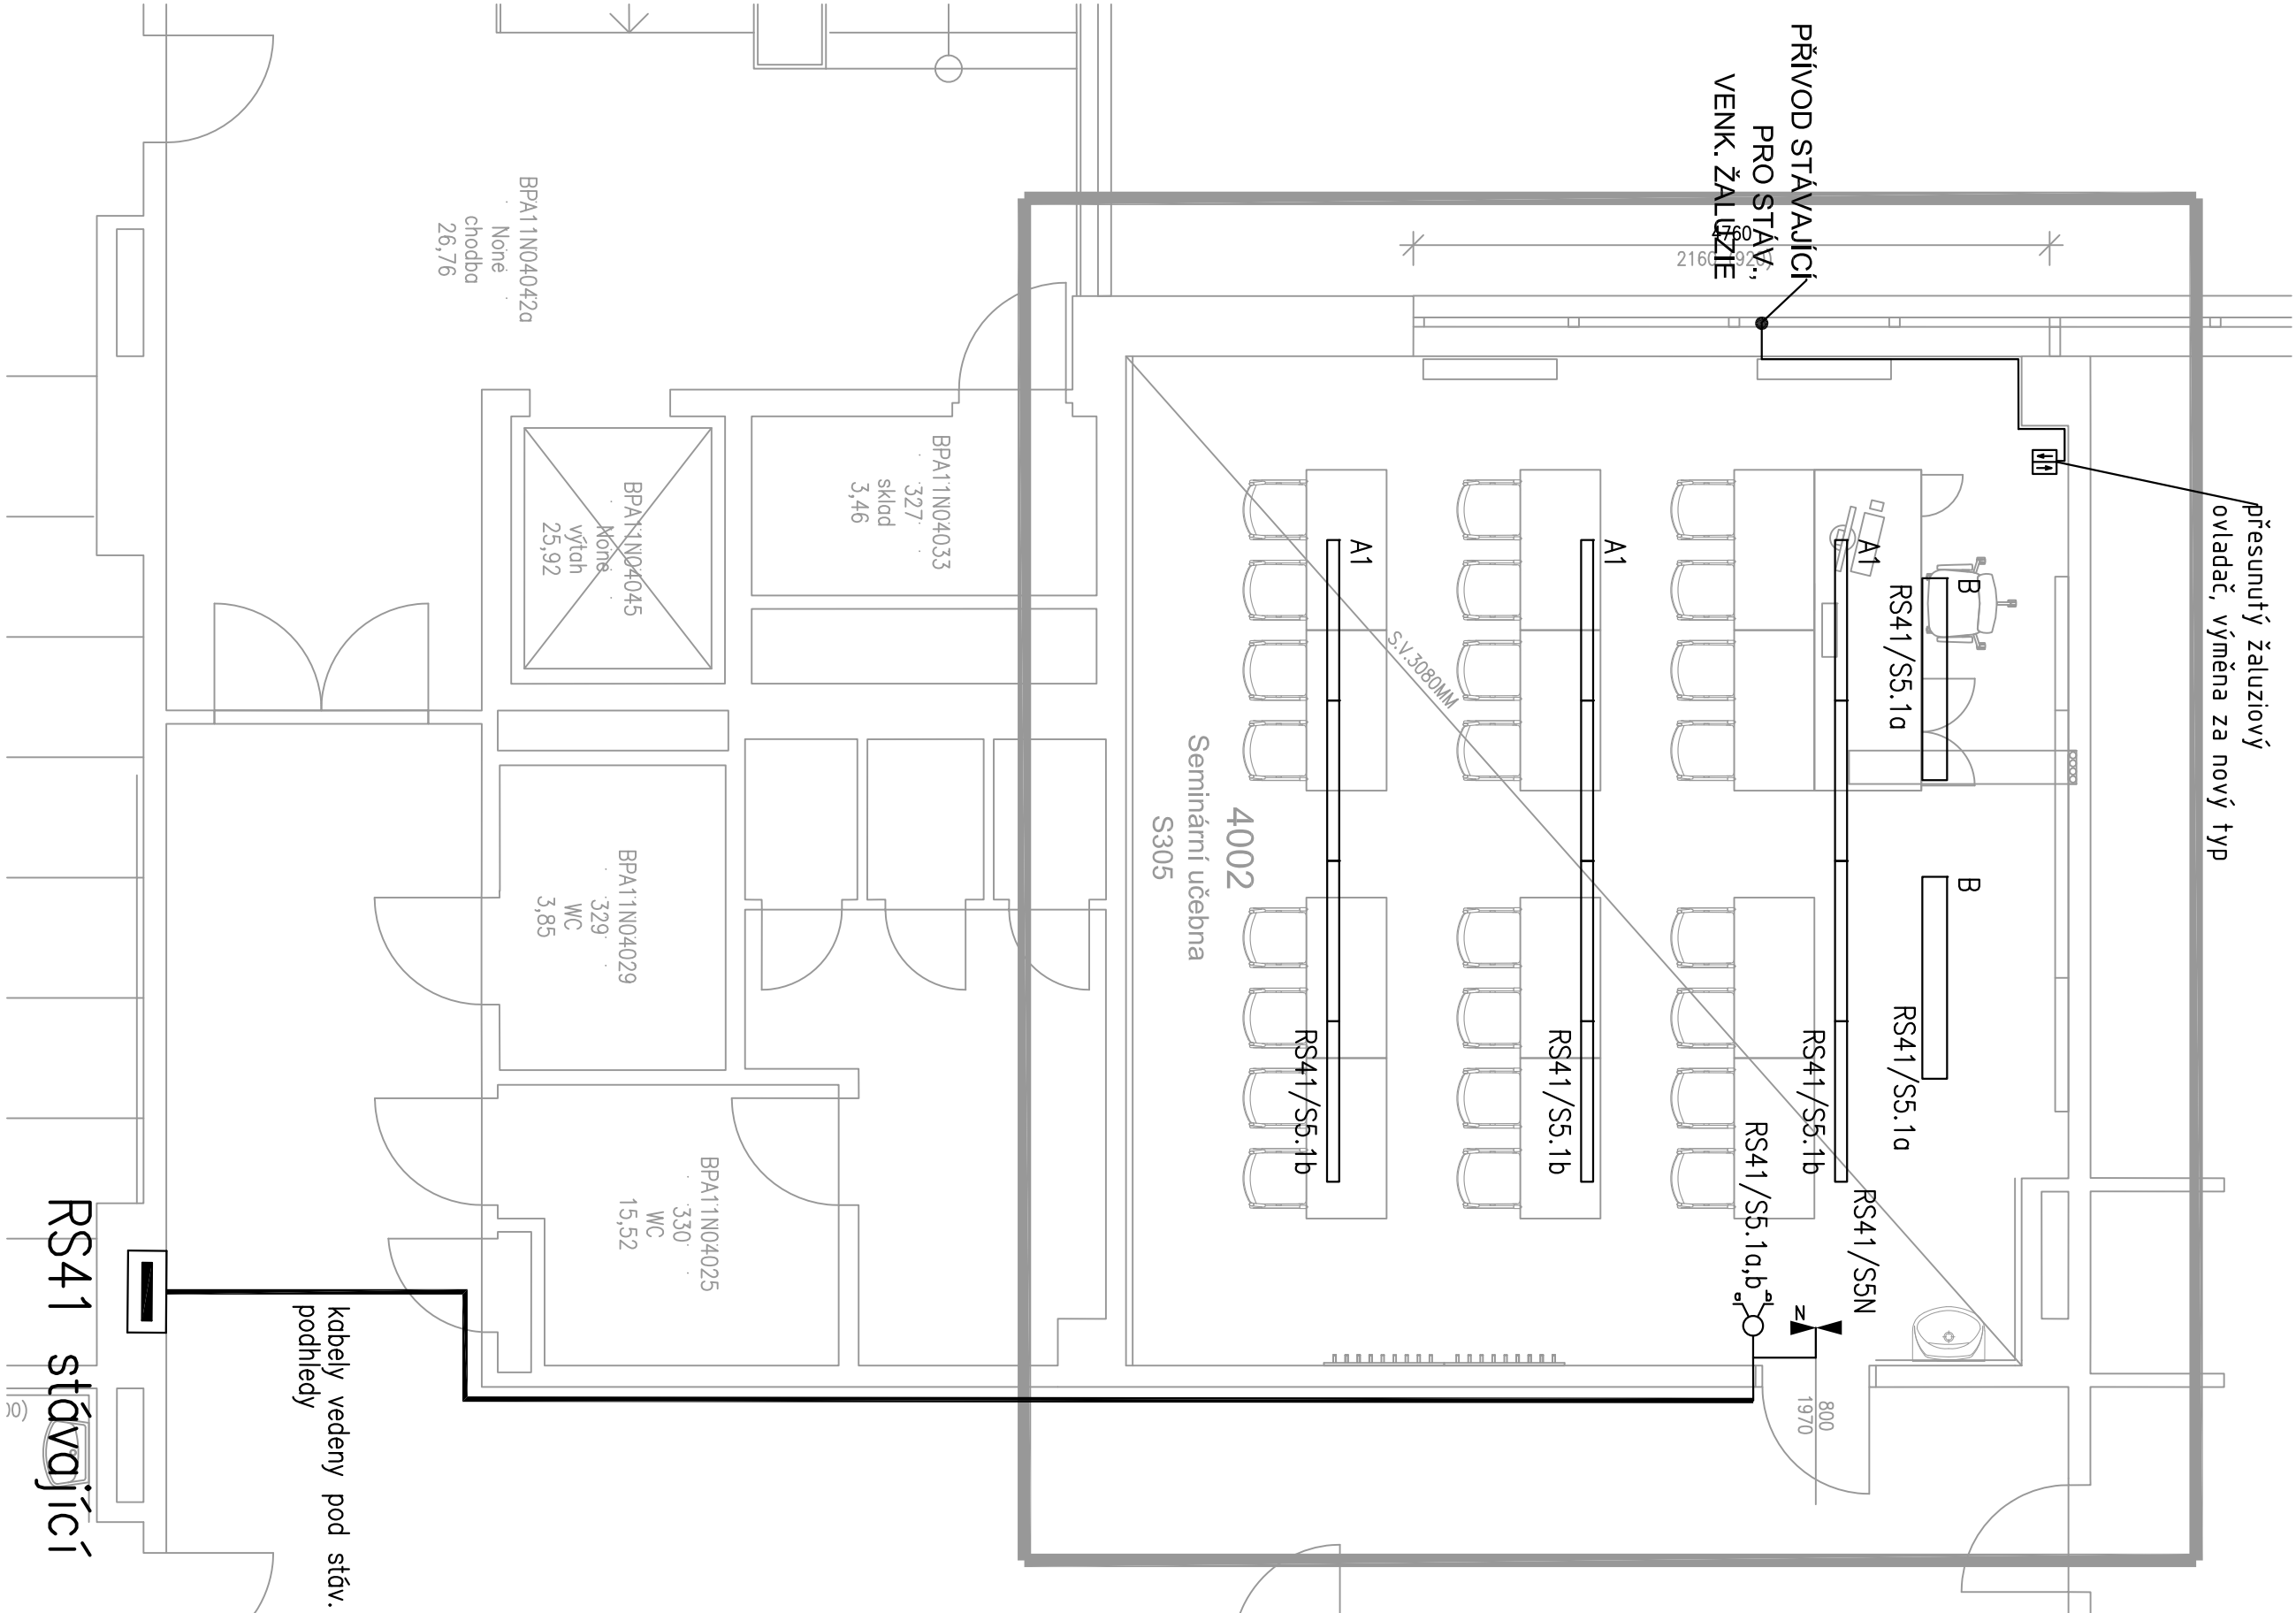 PŘÍVOD STÁVAJÍCÍ
PRO STÁV.,
VENK. ŽALUZIE
4760
přesunutý žaluziový
ovladač, výměna za nový typ
BPA11N04042a
None
chodba
26,76
BPA11N04033
327
sklad
3,46
BPA11N04045
None
výtah
25,92
A1
A1
A1
B
RS41/S5.1a
S.V.3080MM
4002
Seminární učebna
S305
B
RS41/S5.1a
RS41/S5.1b
RS41/S5.1b
RS41/S5.1b
RS41/S5.1a,b
RS41/S5N
a
b
N
800
1970
BPA11N04029
329
WC
3,85
BPA11N04025
330
WC
15,52
kabely vedeny pod stáv.
podhledy
RS41 stávající